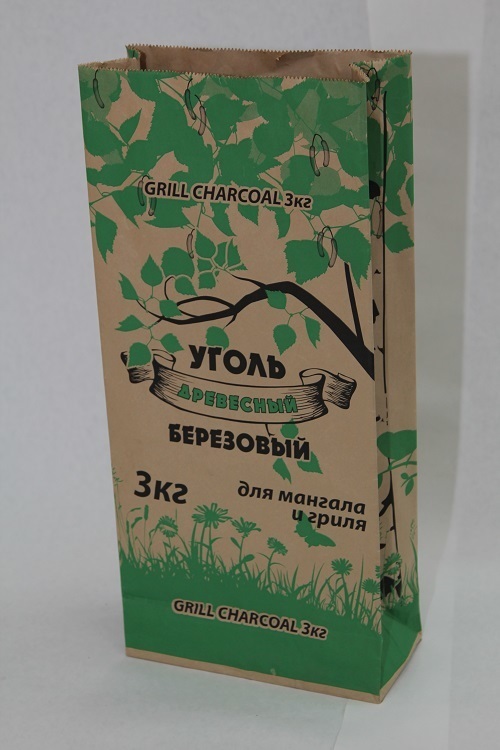 GRILL CHARCOAL 3кг
УГОЛЬ
ДРЕВЕСНЫЙ
БЕРЕЗОВЫЙ
3кг
для мангала
и гриля
GRILL CHARCOAL 3кг